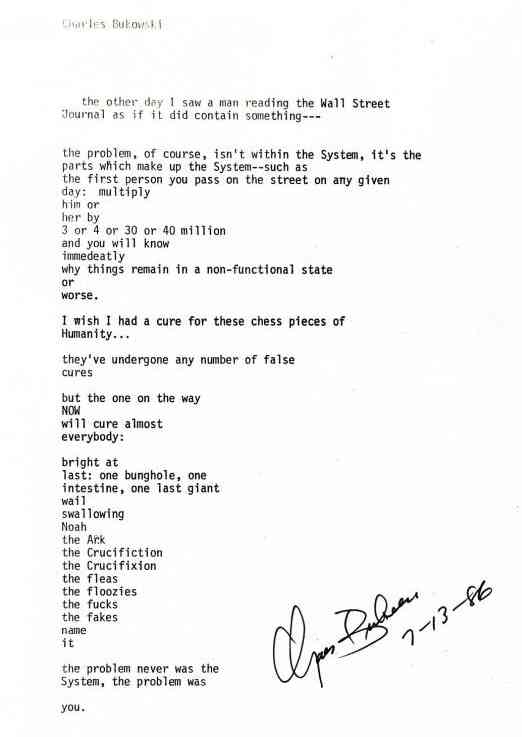 Charles Bukowski
the other day I saw a man reading the Wall Street
Journal as if it did contain something---
the problem, of course, isn't within the System, it's the
parts which make up the System--such as
the first person you pass on the street on any given
day: multiply
him or
her by
3 or 4 or 30 or 40 million
and you will know
immedeatly
why things remain in a non-functional state
or
worse.
I wish I had a cure for these chess pieces of
Humanity...
they've undergone any number of false
cures
but the one on the way
NOW
will cure almost
everybody:
bright at
last: one bunghole, one
intestine, one last giant
wail
swallowing
Noah
the Ark
the Crucifiction
the Crucifixion
the fleas
the floozies
the fucks
the fakes
name
it
the problem never was the
System, the problem was
you.
7-13-86